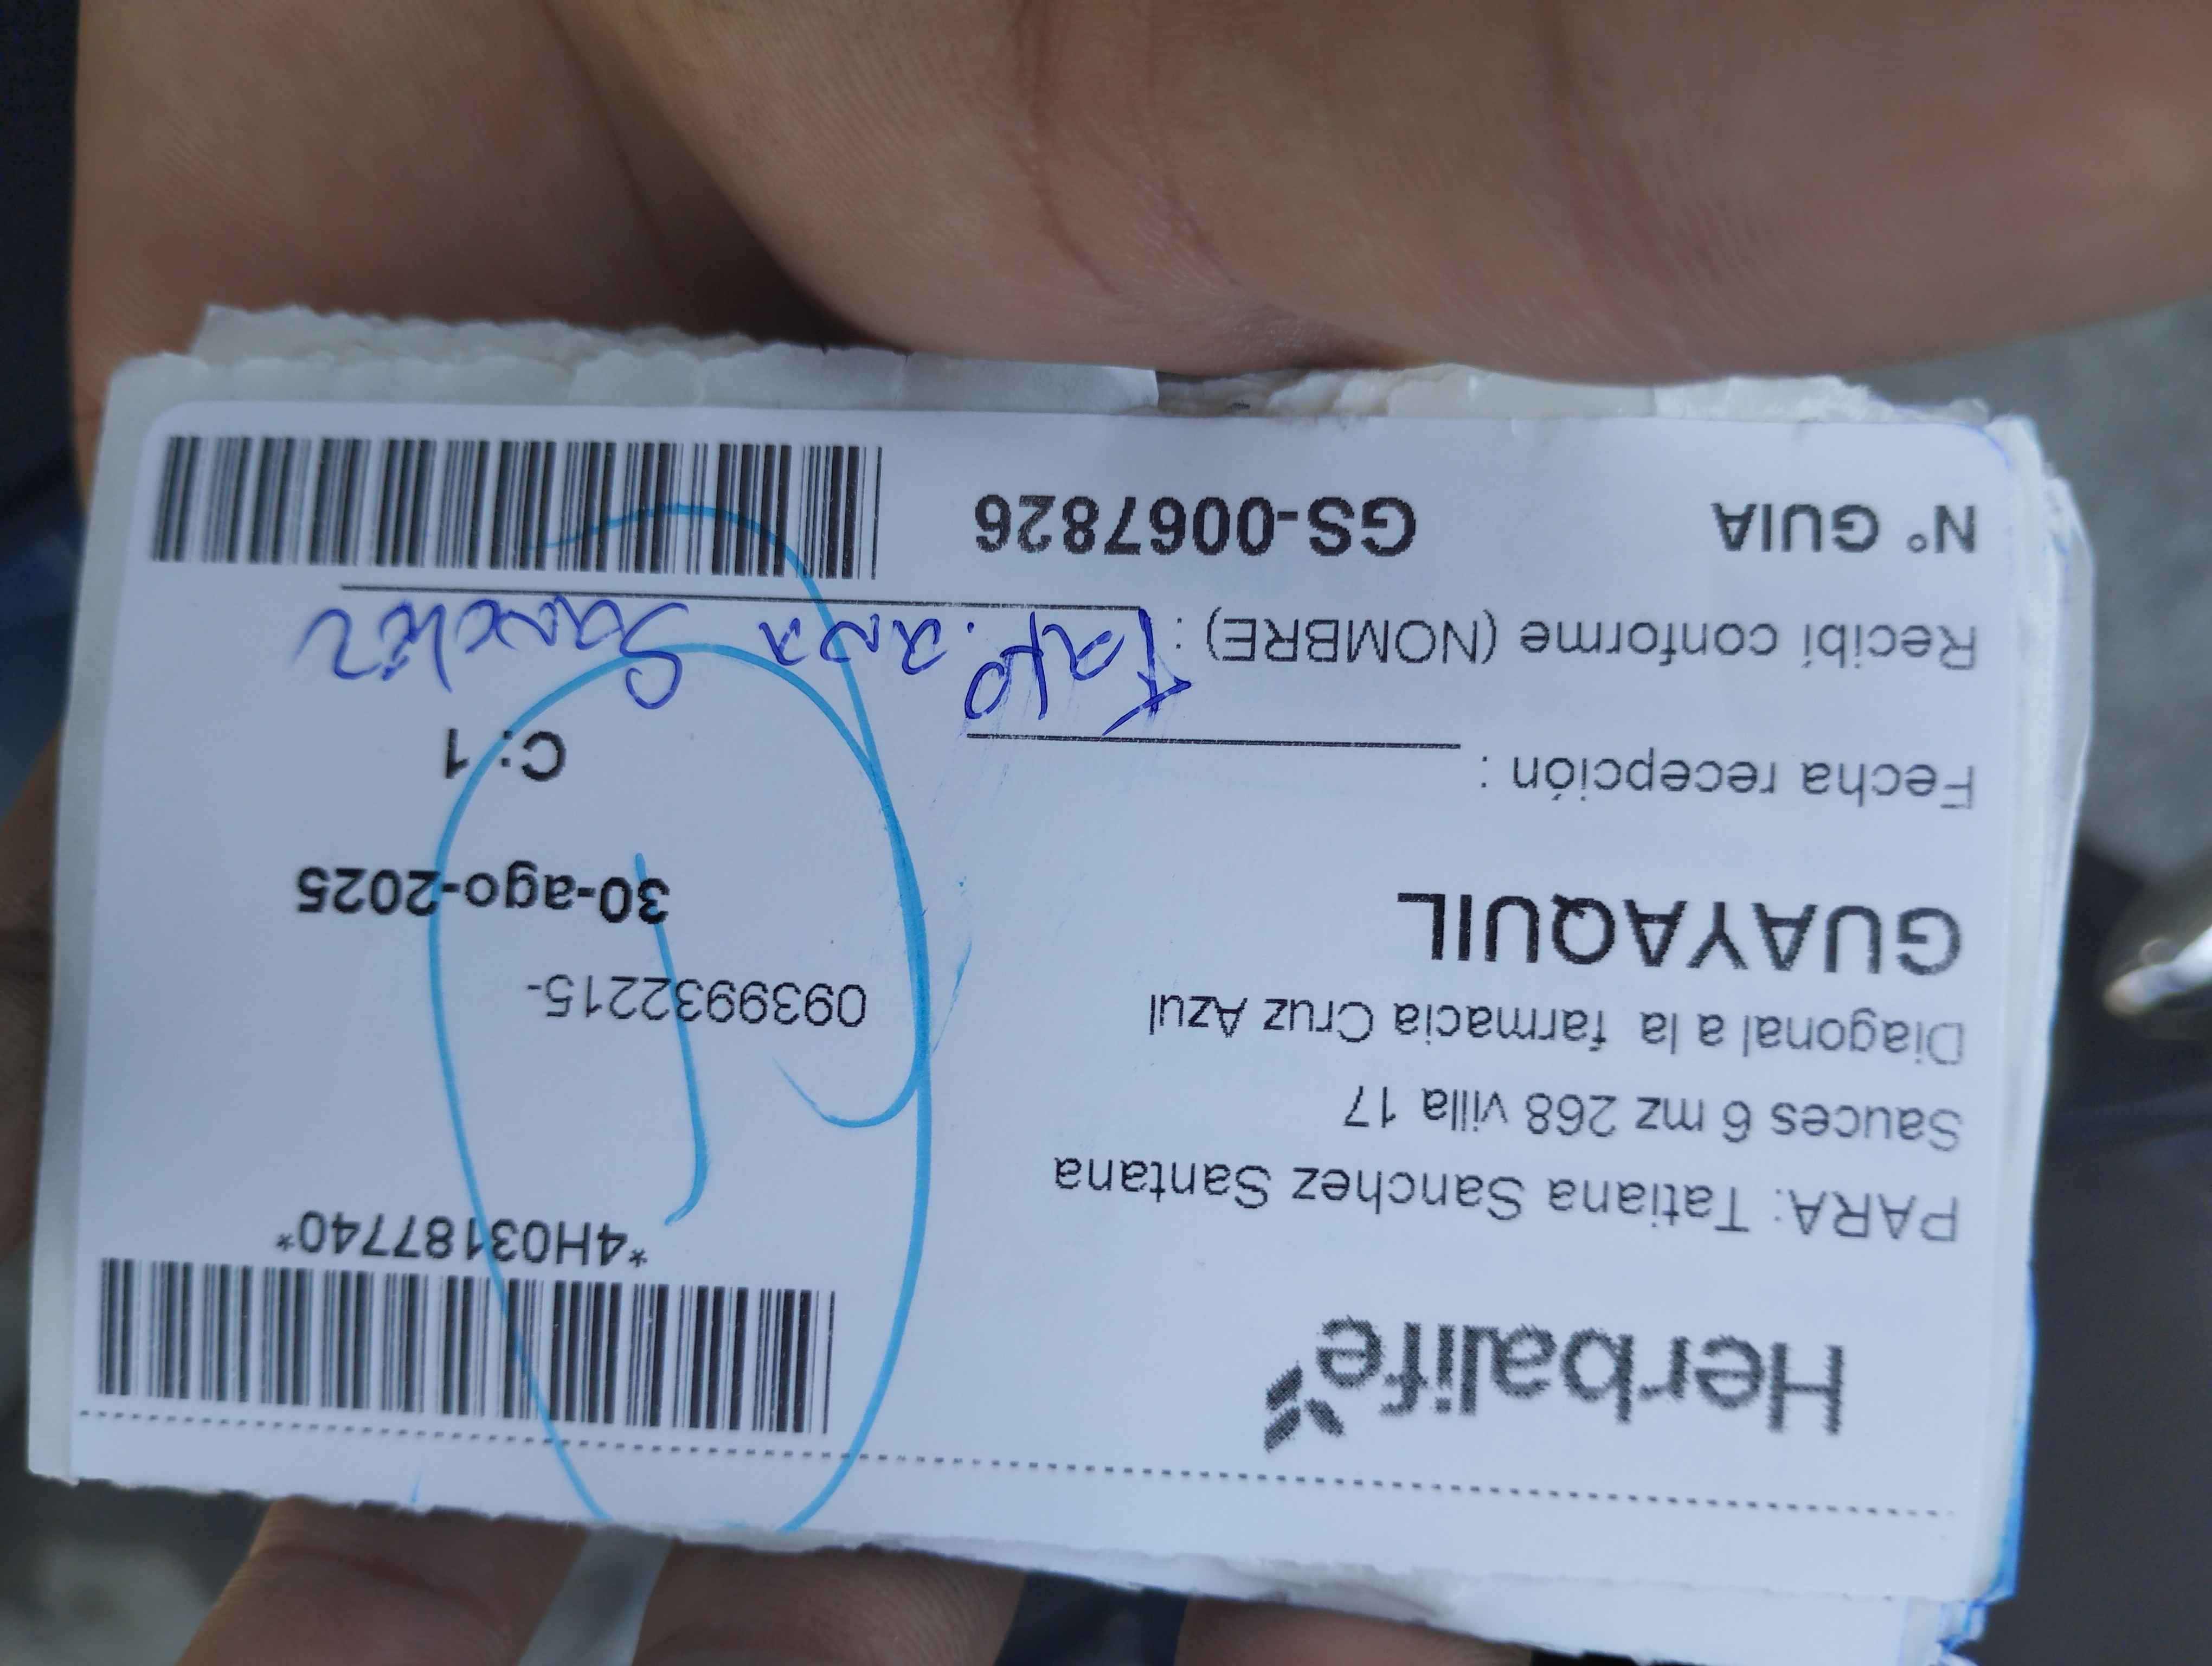 Herbalife
*4H03187740*
PARA: Tatiana Sanchez Santana
Sauces 6 mz 268 villa 17
Diagonal a la farmacia Cruz Azul
0939932215-
GUAYAQUIL
30-ago-2025
Fecha recepción :
C: 1
Recibí conforme (NOMBRE) : Sanchez
N° GUIA GS-0067826